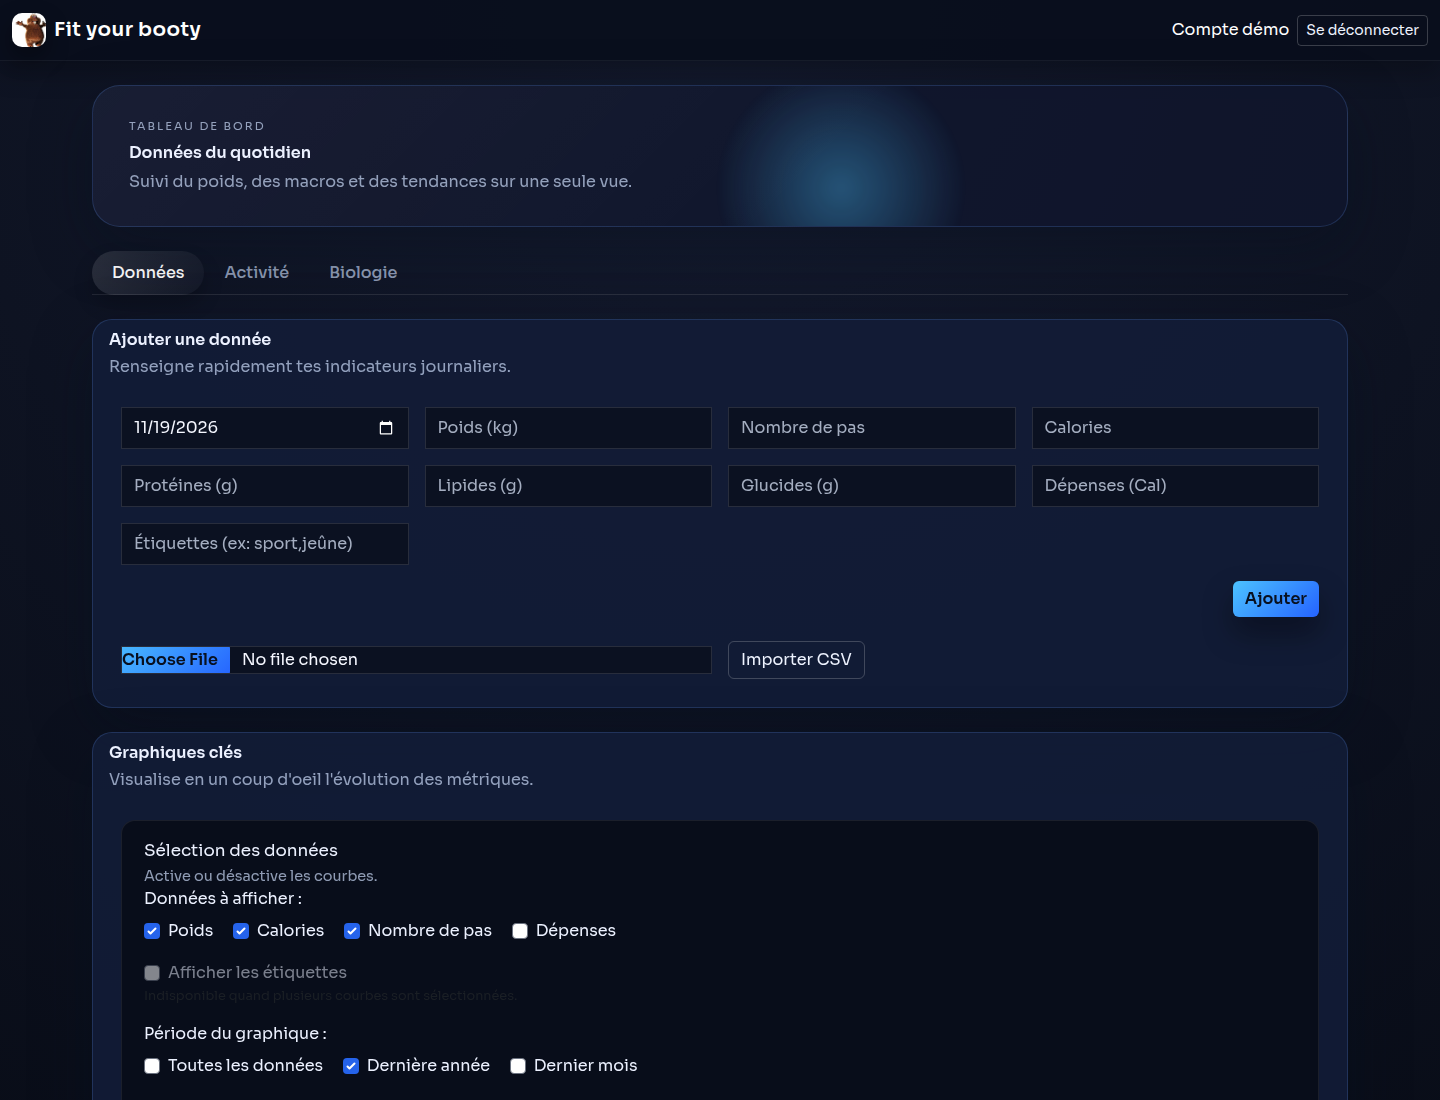 Fit your booty
Compte démo
Se déconnecter
TABLEAU DE BORD
Données du quotidien
Suivi du poids, des macros et des tendances sur une seule vue.
Données
Activité
Biologie
Ajouter une donnée
Renseigne rapidement tes indicateurs journaliers.
11/19/2026
Poids (kg)
Nombre de pas
Calories
Protéines (g)
Lipides (g)
Glucides (g)
Dépenses (Cal)
Étiquettes (ex: sport,jeûne)
Ajouter
Choose File
No file chosen
Importer CSV
Graphiques clés
Visualise en un coup d'oeil l'évolution des métriques.
Sélection des données
Active ou désactive les courbes.
Données à afficher :
Poids
Calories
Nombre de pas
Dépenses
Afficher les étiquettes
Indisponible quand plusieurs courbes sont sélectionnées.
Période du graphique :
Toutes les données
Dernière année
Dernier mois